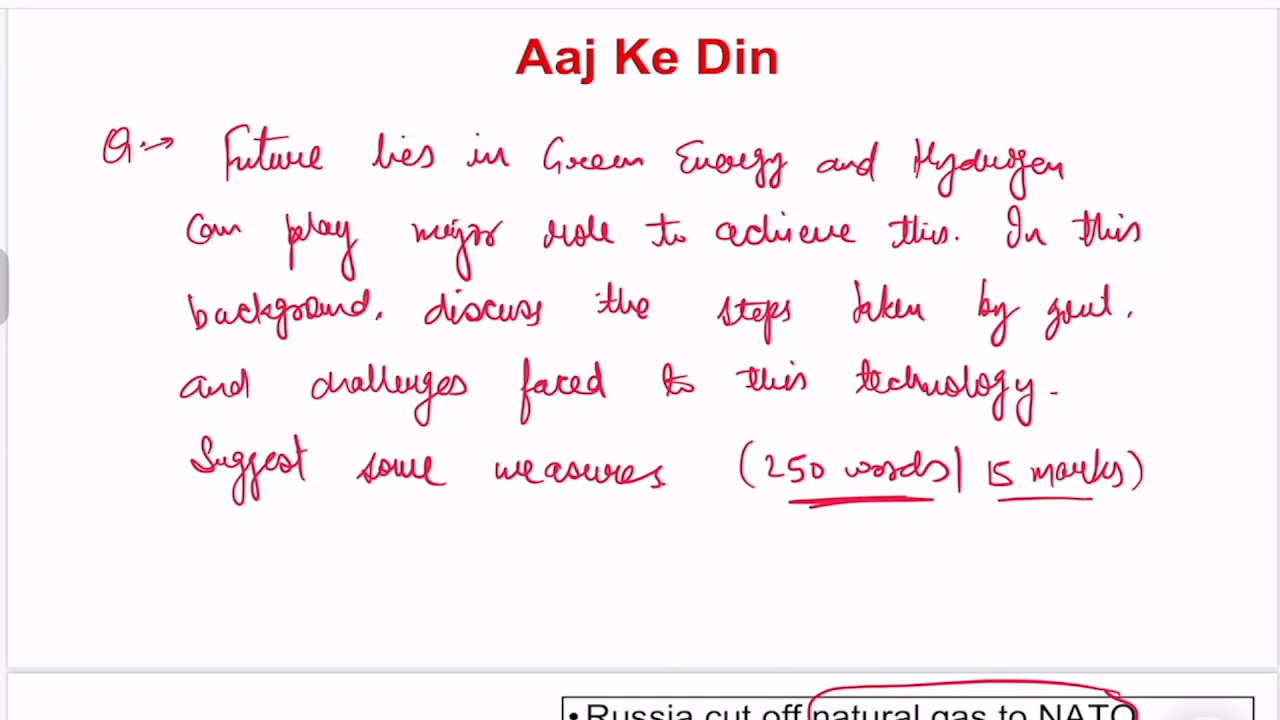 Aaj Ke Din
Q:→ Future lies in Green Energy and Hydrogen
can play major role to achieve this. In this
background, discuss the steps taken by govt.
and challenges faced to this technology.
Suggest some measures (250 words | 15 marks)
• Russia cut off natural gas to NATO